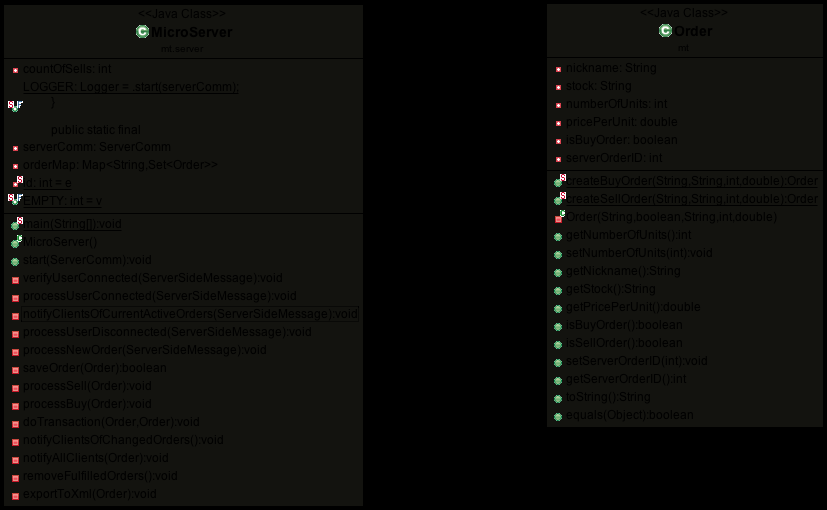 <<Java Class>>
MicroServer
mt.server
countOfSells: int
LOGGER: Logger = .start(serverComm);
}
public static final
serverComm: ServerComm
orderMap: Map<String,Set<Order>>
id: int = e
EMPTY: int = v
main(String[]):void
MicroServer()
start(ServerComm):void
verifyUserConnected(ServerSideMessage):void
processUserConnected(ServerSideMessage):void
notifyClientsOfCurrentActiveOrders(ServerSideMessage):void
processUserDisconnected(ServerSideMessage):void
processNewOrder(ServerSideMessage):void
saveOrder(Order):boolean
processSell(Order):void
processBuy(Order):void
doTransaction(Order,Order):void
notifyClientsOfChangedOrders():void
notifyAllClients(Order):void
removeFulfilledOrders():void
exportToXml(Order):void
<<Java Class>>
Order
mt
nickname: String
stock: String
numberOfUnits: int
pricePerUnit: double
isBuyOrder: boolean
serverOrderID: int
createBuyOrder(String,String,int,double):Order
createSellOrder(String,String,int,double):Order
Order(String,boolean,String,int,double)
getNumberOfUnits():int
setNumberOfUnits(int):void
getNickname():String
getStock():String
getPricePerUnit():double
isBuyOrder():boolean
isSellOrder():boolean
setServerOrderID(int):void
getServerOrderID():int
toString():String
equals(Object):boolean